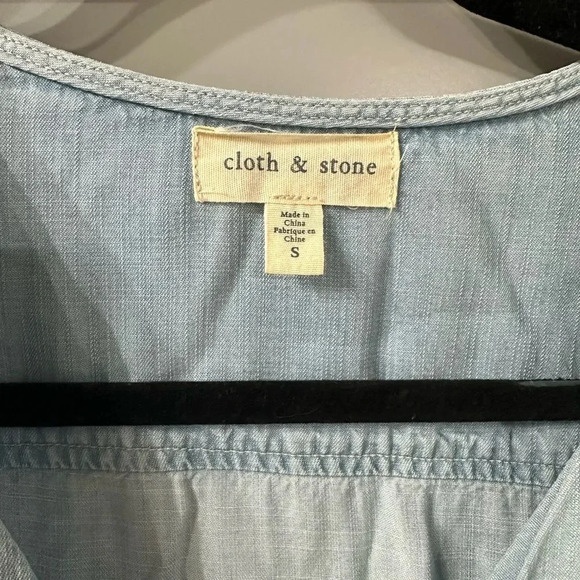 cloth & stone
Made in
China
Fabrique en
Chine
S